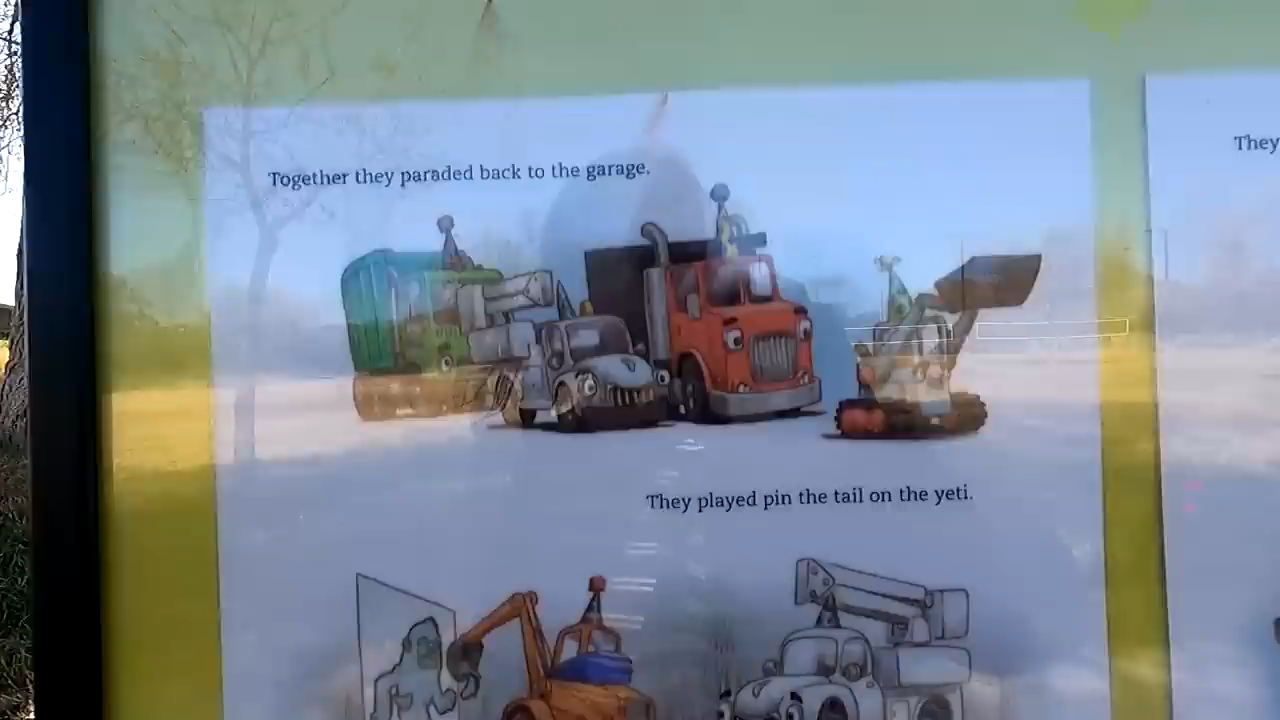 Together they paraded back to the garage.
They
They played pin the tail on the yeti.